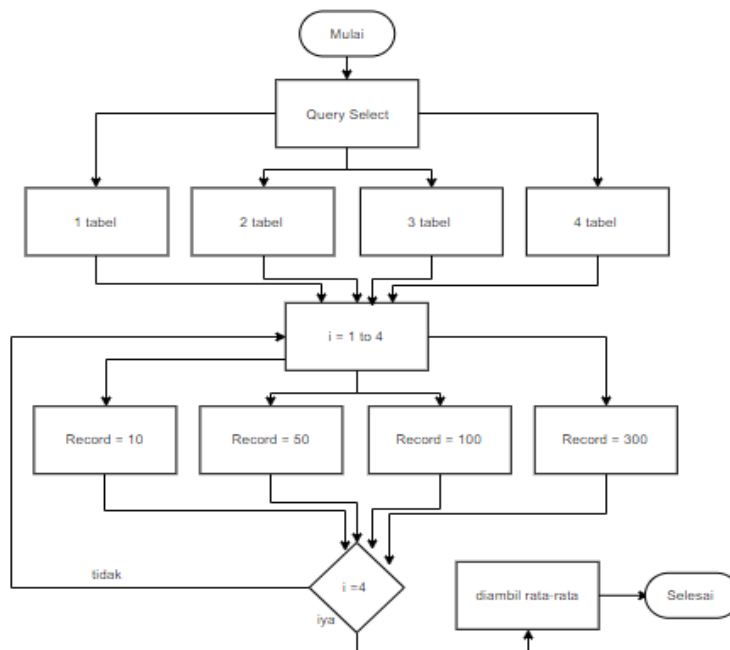 Mulai
Query Select
1 tabel
2 tabel
3 tabel
4 tabel
i = 1 to 4
Record = 10
Record = 50
Record = 100
Record = 300
tidak
i =4
iya
diambil rata-rata
Selesai